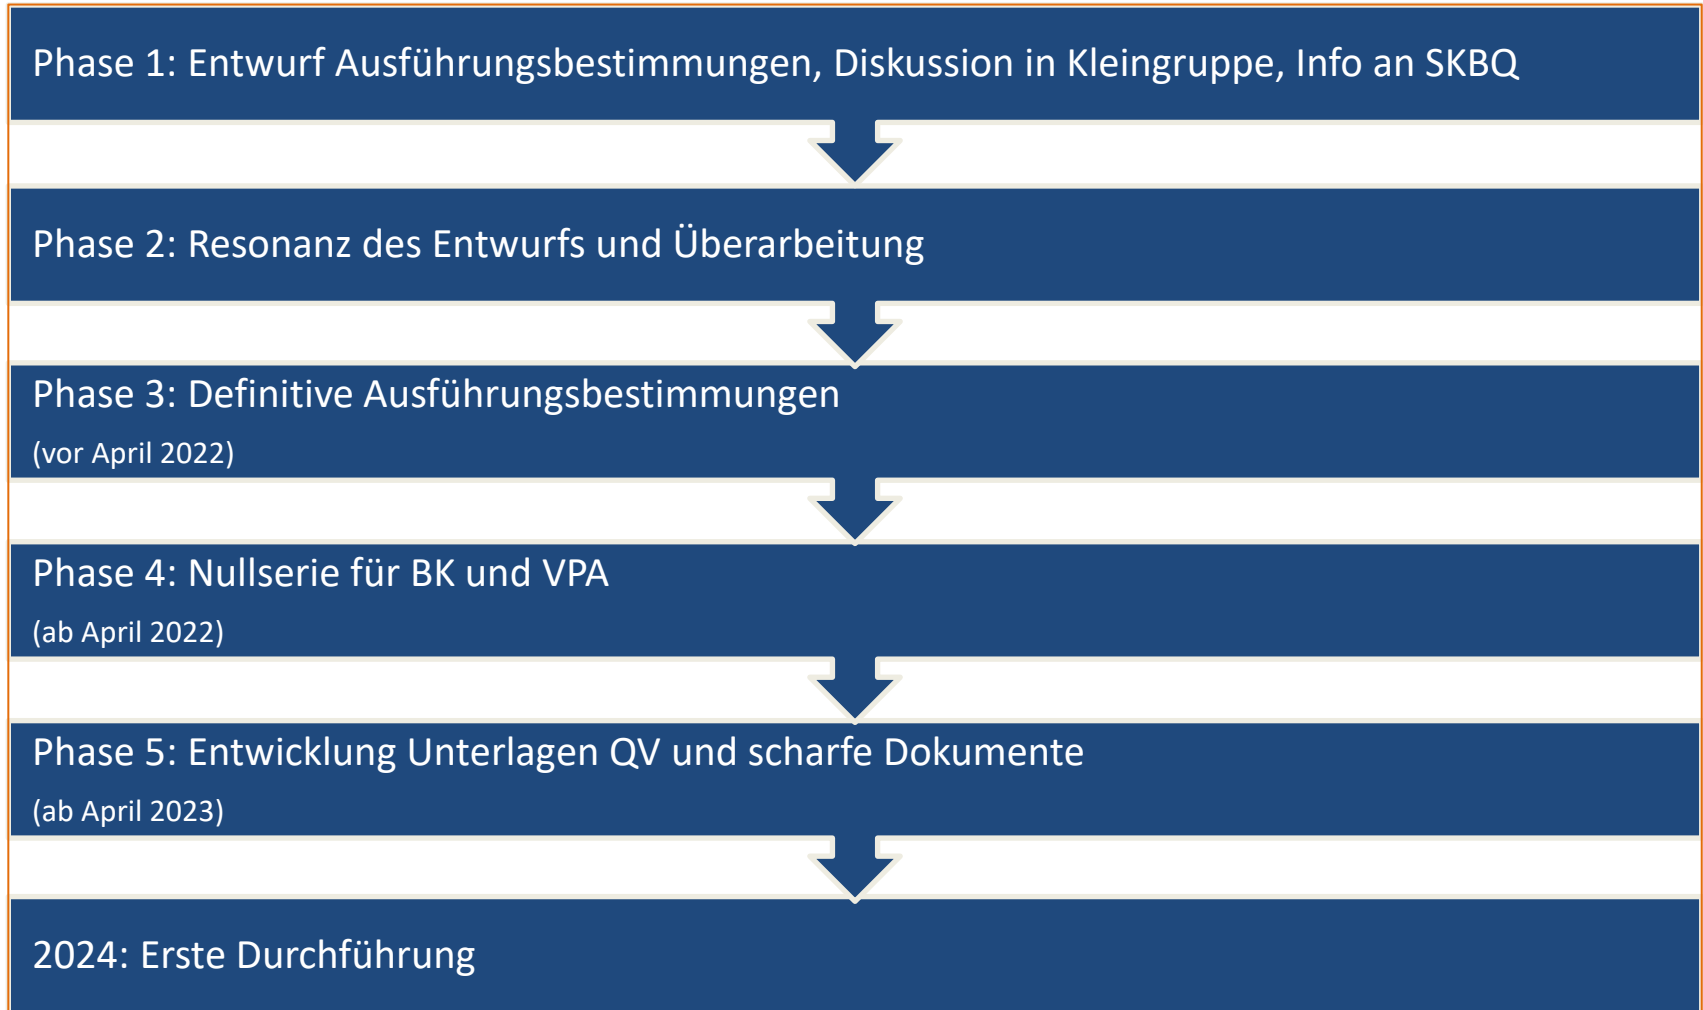 Phase 1: Entwurf Ausführungsbestimmungen, Diskussion in Kleingruppe, Info an SKBQ
Phase 2: Resonanz des Entwurfs und Überarbeitung
Phase 3: Definitive Ausführungsbestimmungen
(vor April 2022)
Phase 4: Nullserie für BK und VPA
(ab April 2022)
Phase 5: Entwicklung Unterlagen QV und scharfe Dokumente
(ab April 2023)
2024: Erste Durchführung